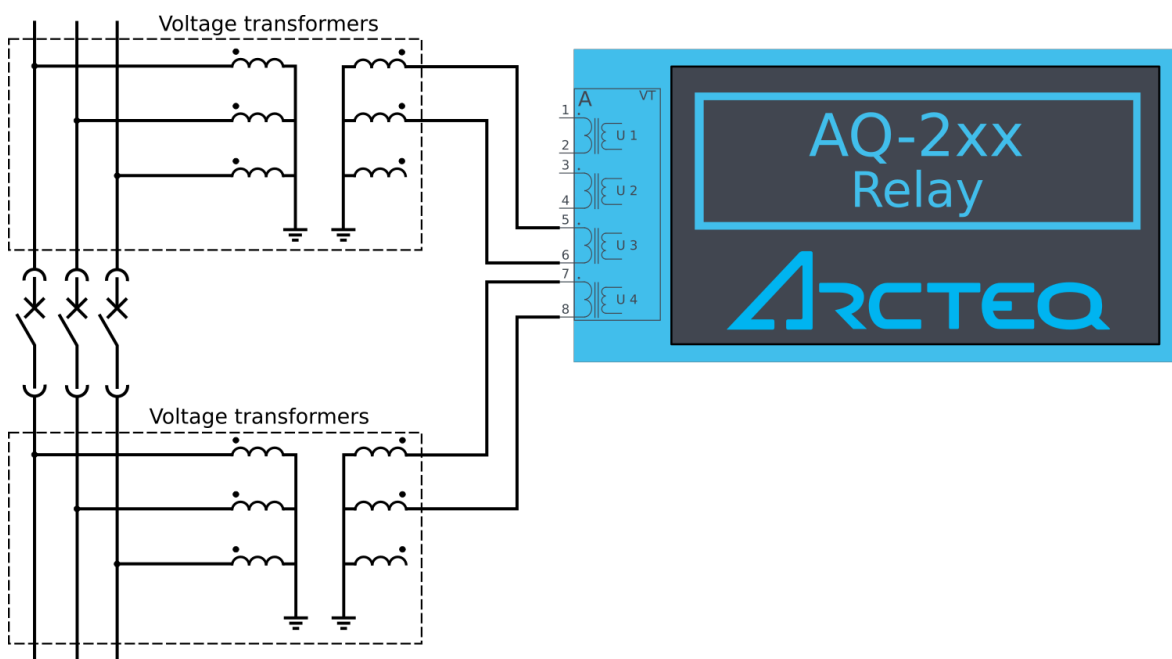 Voltage transformers
A VT
1
U 1
2
3
U 2
4
5
U 3
6
7
U 4
8
AQ-2xx
Relay
ARCTEQ
Voltage transformers